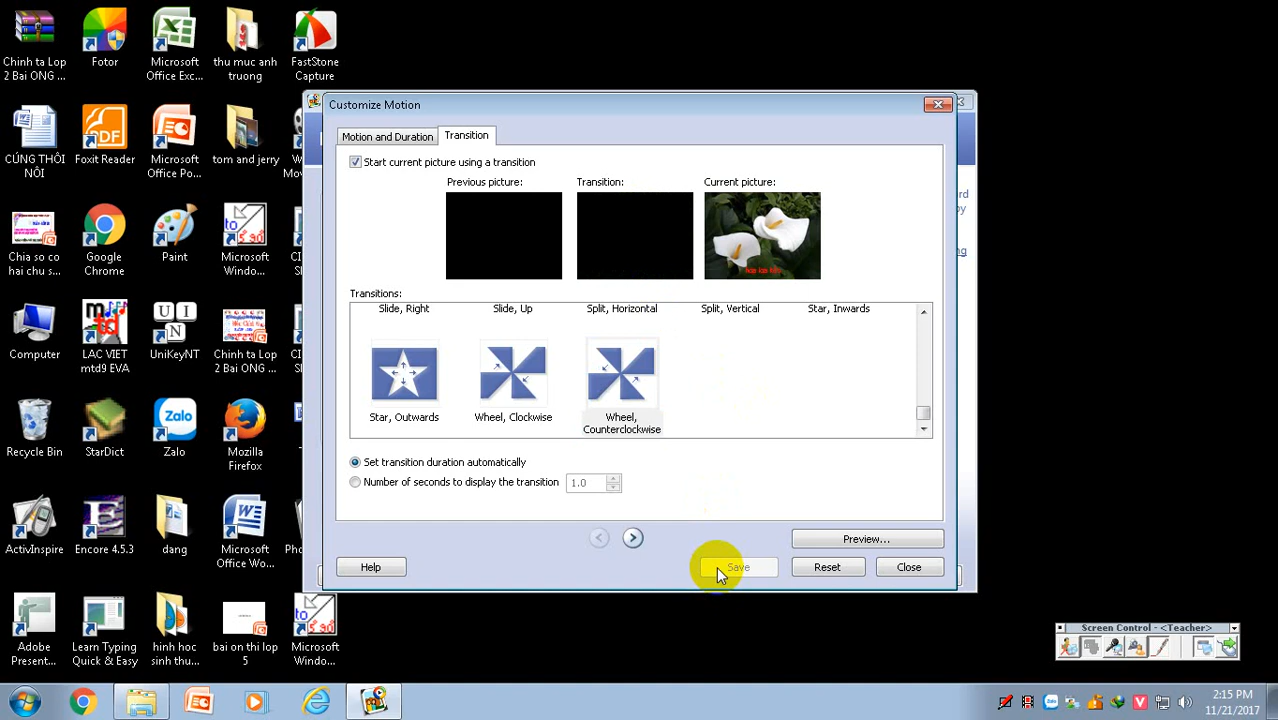 Chinh ta Lop
2 Bai ONG ...
Fotor
Microsoft
Office Exc...
thu muc anh
truong
FastStone
Capture
CÚNG THÔI
NÔI
Foxit Reader
Microsoft
Office Po...
tom and jerry
Chia so co
hai chu s...
Google
Chrome
Paint
Microsoft
Windo...
Computer
LAC VIET
mtd9 EVA
UniKeyNT
Chinh ta Lop
2 Bai ONG ...
Recycle Bin
StarDict
Zalo
Mozilla
Firefox
ActivInspire
Encore 4.5.3
dang
Microsoft
Office Wo...
Adobe
Presen...
Learn Typing
Quick & Easy
hinh hoc
sinh thu...
bai on thi lop
5
Microsoft
Windo...
Customize Motion
Motion and Duration
Transition
Start current picture using a transition
Previous picture:
Transition:
Current picture:
Transitions:
Slide, Right
Slide, Up
Split, Horizontal
Split, Vertical
Star, Inwards
Star, Outwards
Wheel, Clockwise
Wheel,
Counterclockwise
Set transition duration automatically
Number of seconds to display the transition
1.0
Preview...
Help
Save
Reset
Close
Screen Control - <Teacher>
2:15 PM
11/21/2017